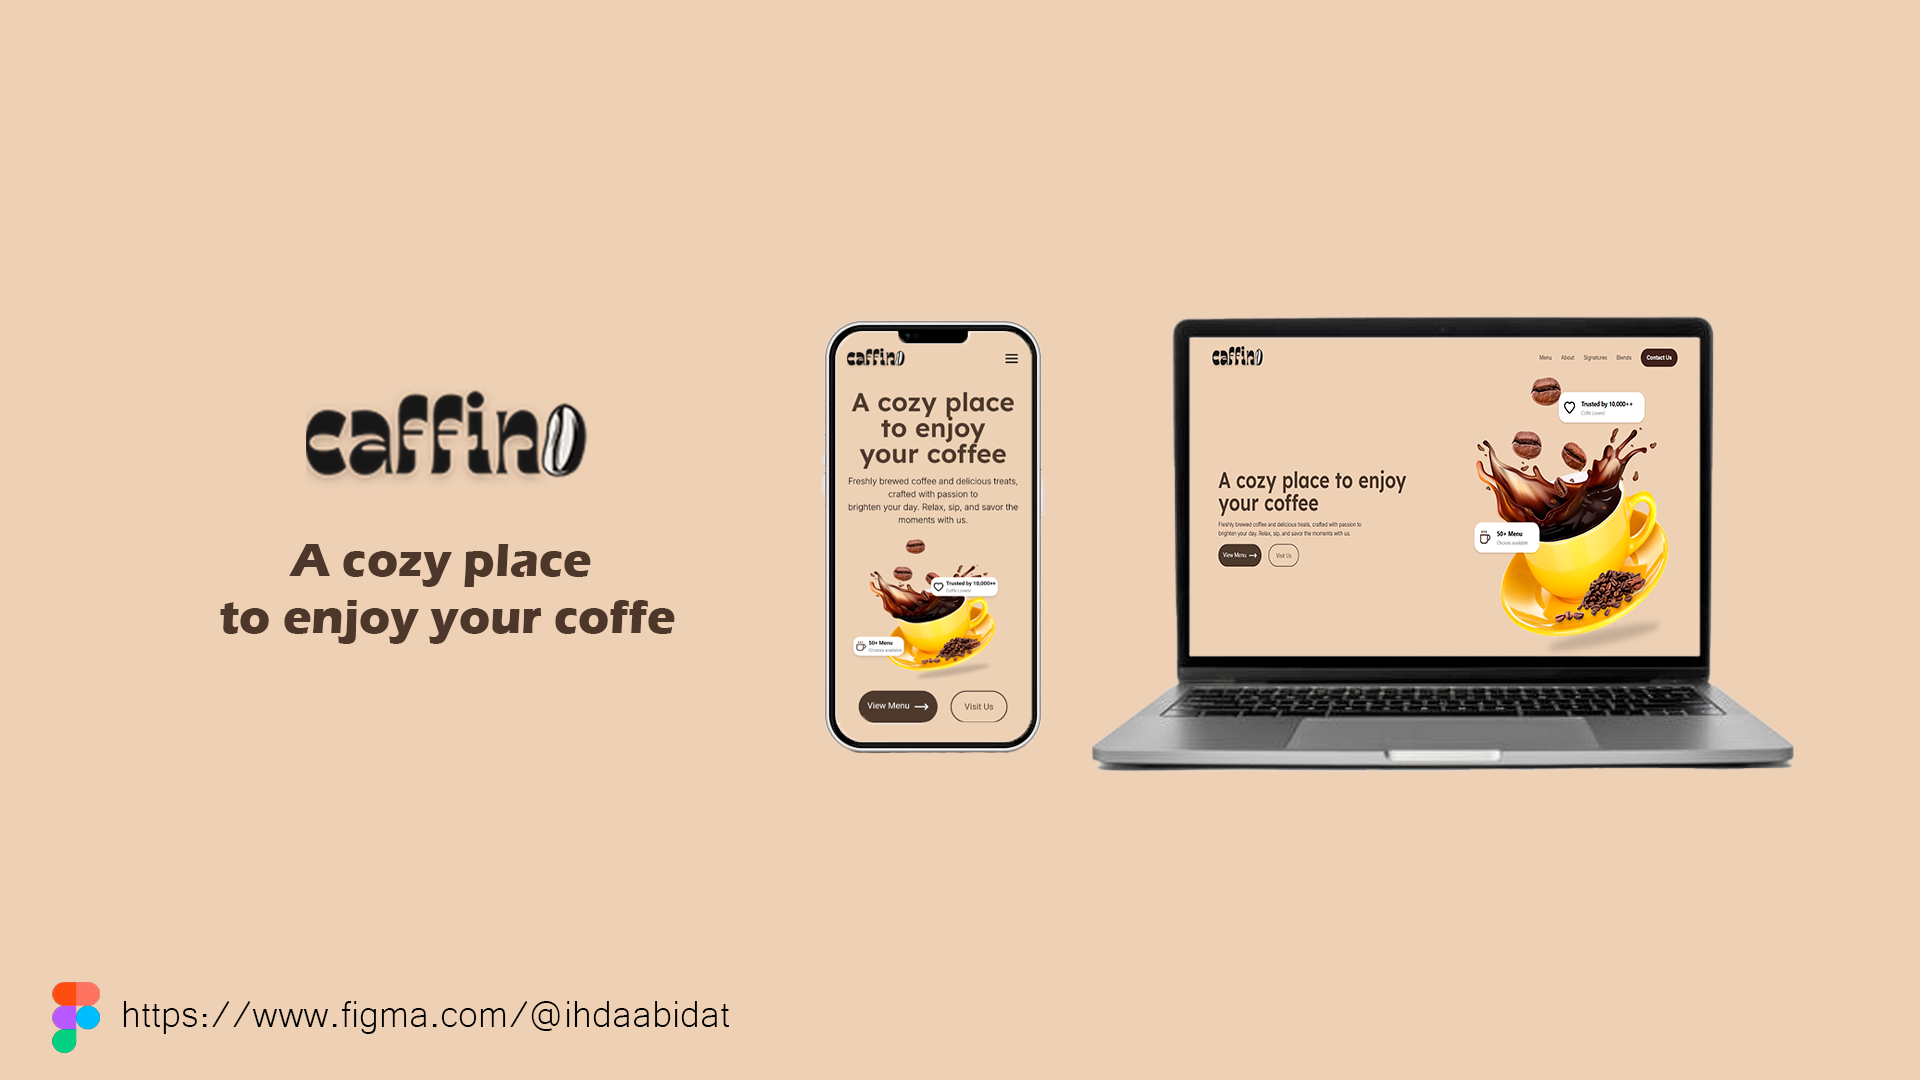 caffino
A cozy place
to enjoy your coffe
caffino
A cozy place
to enjoy
your coffee
Freshly brewed coffee and delicious treats,
crafted with passion to
brighten your day. Relax, sip, and savor the
moments with us.
Trusted by 10,000++
Coffe Lovers!
50+ Menu
Choices available
View Menu
Visit Us
caffino
Menu About Signatures Blends Contact Us
Trusted by 10,000++
Coffe Lovers!
A cozy place to enjoy
your coffee
Freshly brewed coffee and delicious treats, crafted with passion to
brighten your day. Relax, sip, and savor the moments with us.
View Menu
Visit Us
50+ Menu
Choices available
https://www.figma.com/@ihdaabidat